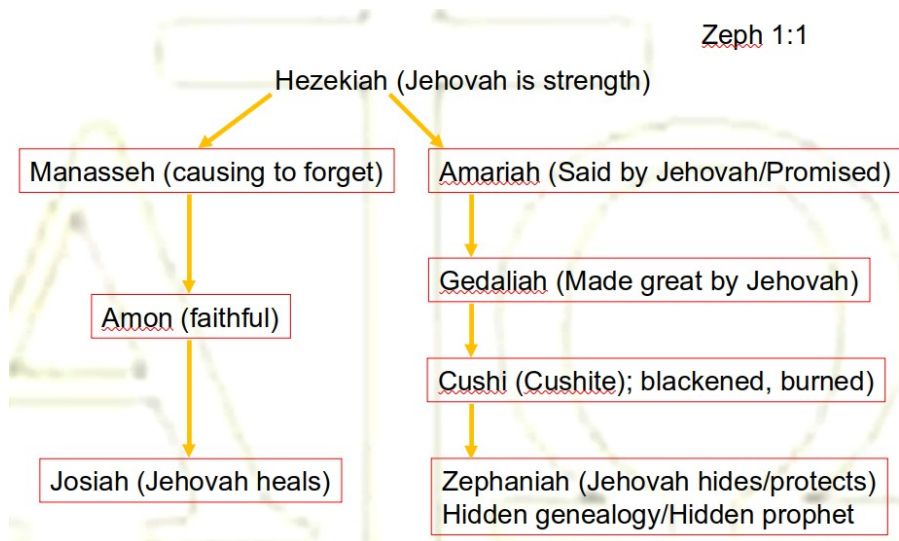 Zeph 1:1
Hezekiah (Jehovah is strength)
Manasseh (causing to forget)
Amariah (Said by Jehovah/Promised)
Gedaliah (Made great by Jehovah)
Amon (faithful)
Cushi (Cushite); blackened, burned)
Josiah (Jehovah heals)
Zephaniah (Jehovah hides/protects)
Hidden genealogy/Hidden prophet